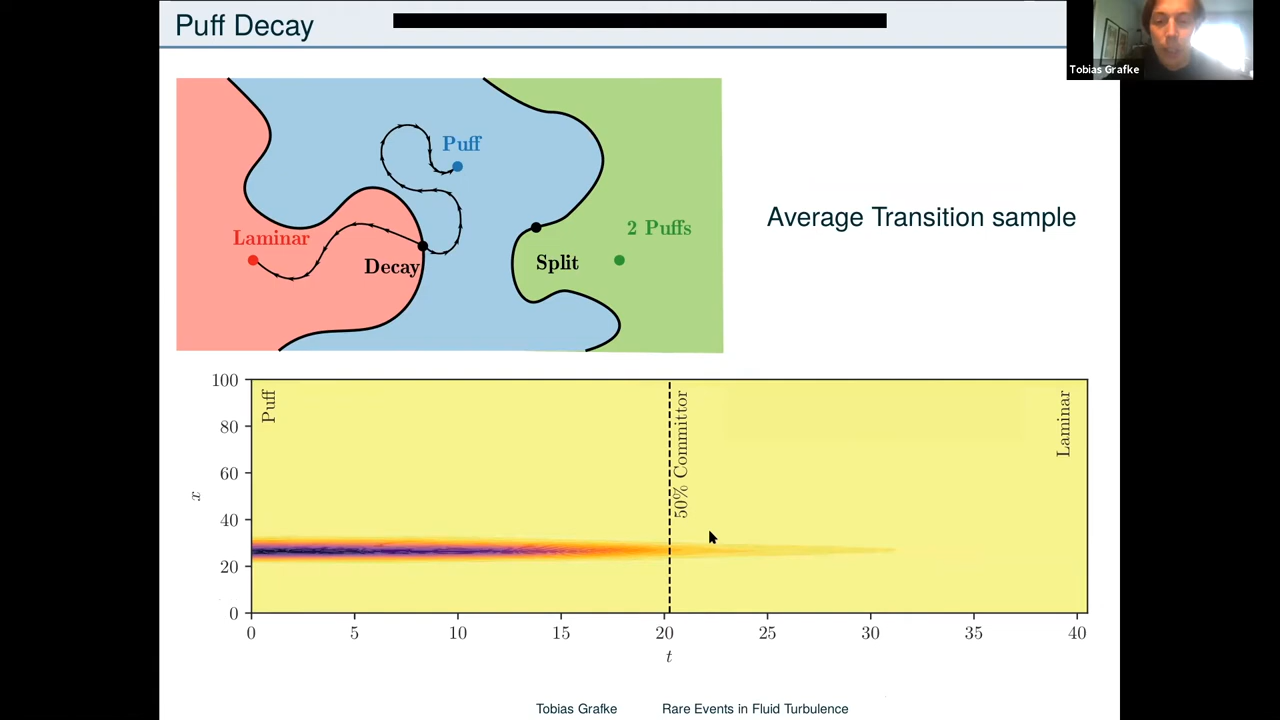 Puff Decay
Tobias Grafke
Puff
Laminar
2 Puffs
Decay
Split
Average Transition sample
100
80
60
40
20
0
x
Puff
50% Committor
Laminar
0 5 10 15 20 25 30 35 40
t
Tobias Grafke Rare Events in Fluid Turbulence